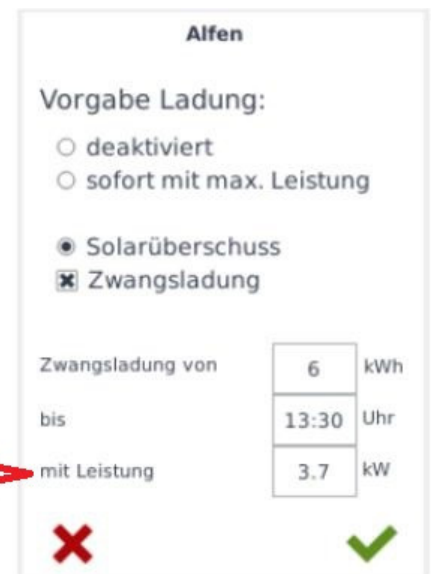 Alfen
Vorgabe Ladung:
deaktiviert
sofort mit max. Leistung
Solarüberschuss
Zwangsladung
Zwangsladung von 6 kWh
bis 13:30 Uhr
mit Leistung 3.7 kW